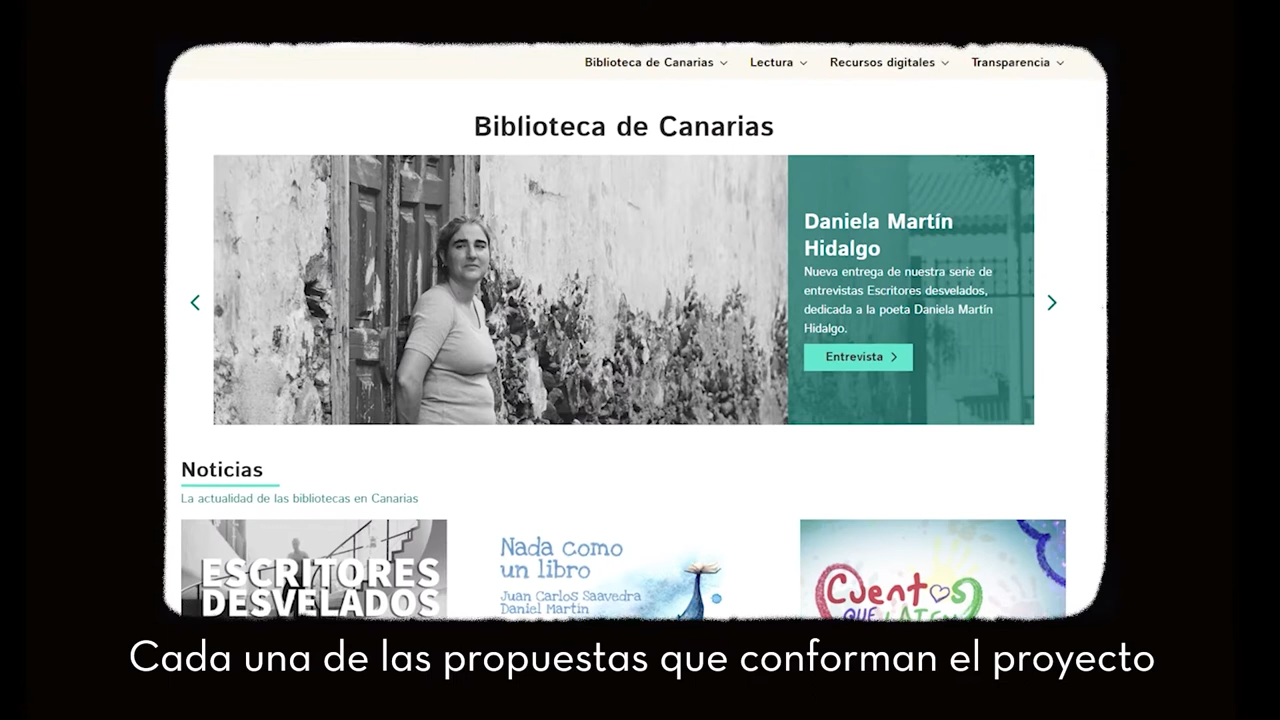 Biblioteca de Canarias
Lectura
Recursos digitales
Transparencia
Biblioteca de Canarias
Daniela Martín
Hidalgo
Nueva entrega de nuestra serie de
entrevistas Escritores desvelados,
dedicada a la poeta Daniela Martín
Hidalgo.
Entrevista
Noticias
La actualidad de las bibliotecas en Canarias
ESCRITORES
DESVELADOS
Nada como
un libro
Juan Carlos Saavedra
Daniel Martín
Cuentos
QUE LATEN
Cada una de las propuestas que conforman el proyecto